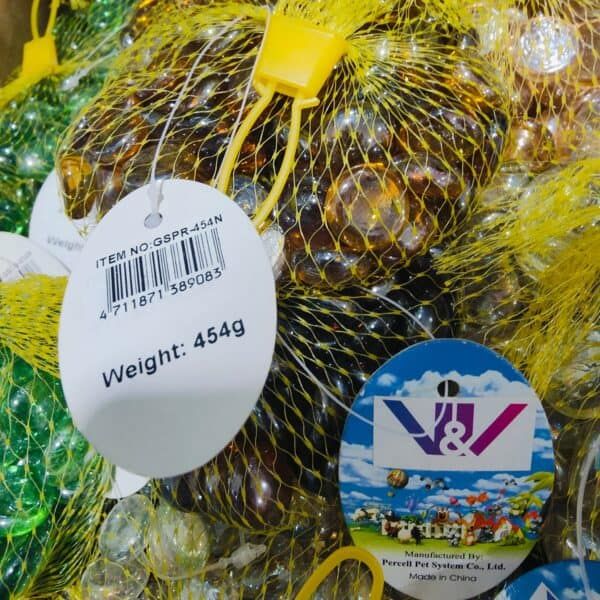 ITEM NO:GSPR-454N
4 711871 389083
Weight: 454g
Weight:
V&V
Manufactured By:
Percell Pet System Co., Ltd.
Made in China